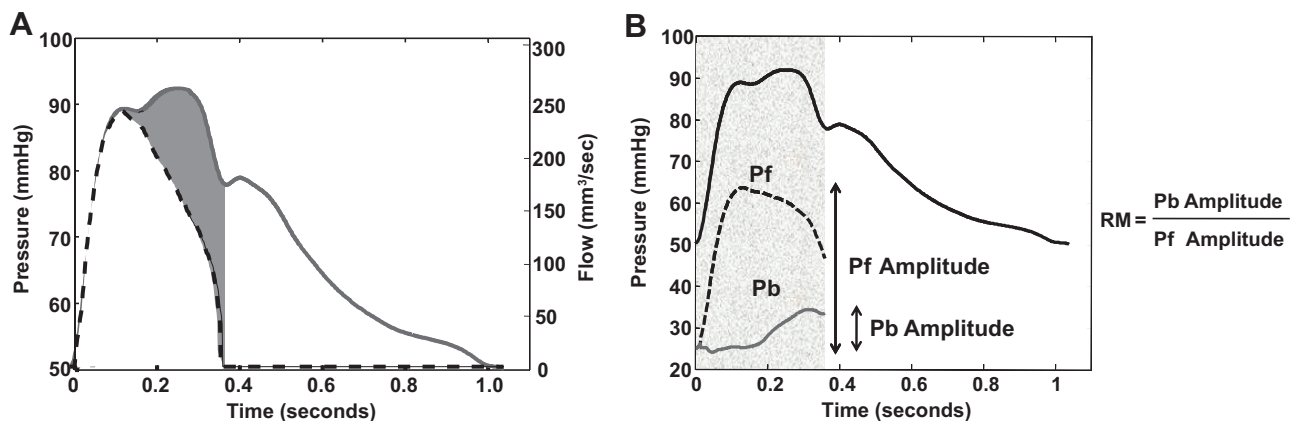 A
100
90
80
70
60
50
Pressure (mmHg)
300
250
200
150
100
50
0
Flow (mm³/sec)
0 0.2 0.4 0.6 0.8 1.0
Time (seconds)
B
100
90
80
70
60
50
40
30
20
Pressure (mmHg)
Pf
Pb
Pf Amplitude
Pb Amplitude
0 0.2 0.4 0.6 0.8 1
Time (seconds)
RM = Pb Amplitude
Pf Amplitude